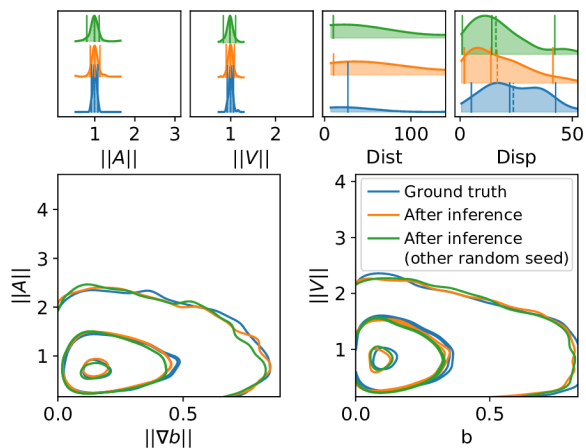 1 2 3
1 2 3
0 100
0 50
||A||
||V||
Dist
Disp
4
3
2
1
||A||
0.0 0.5
||∇b||
4
3
2
1
||V||
0.0 0.5
b
Ground truth
After inference
After inference
(other random seed)